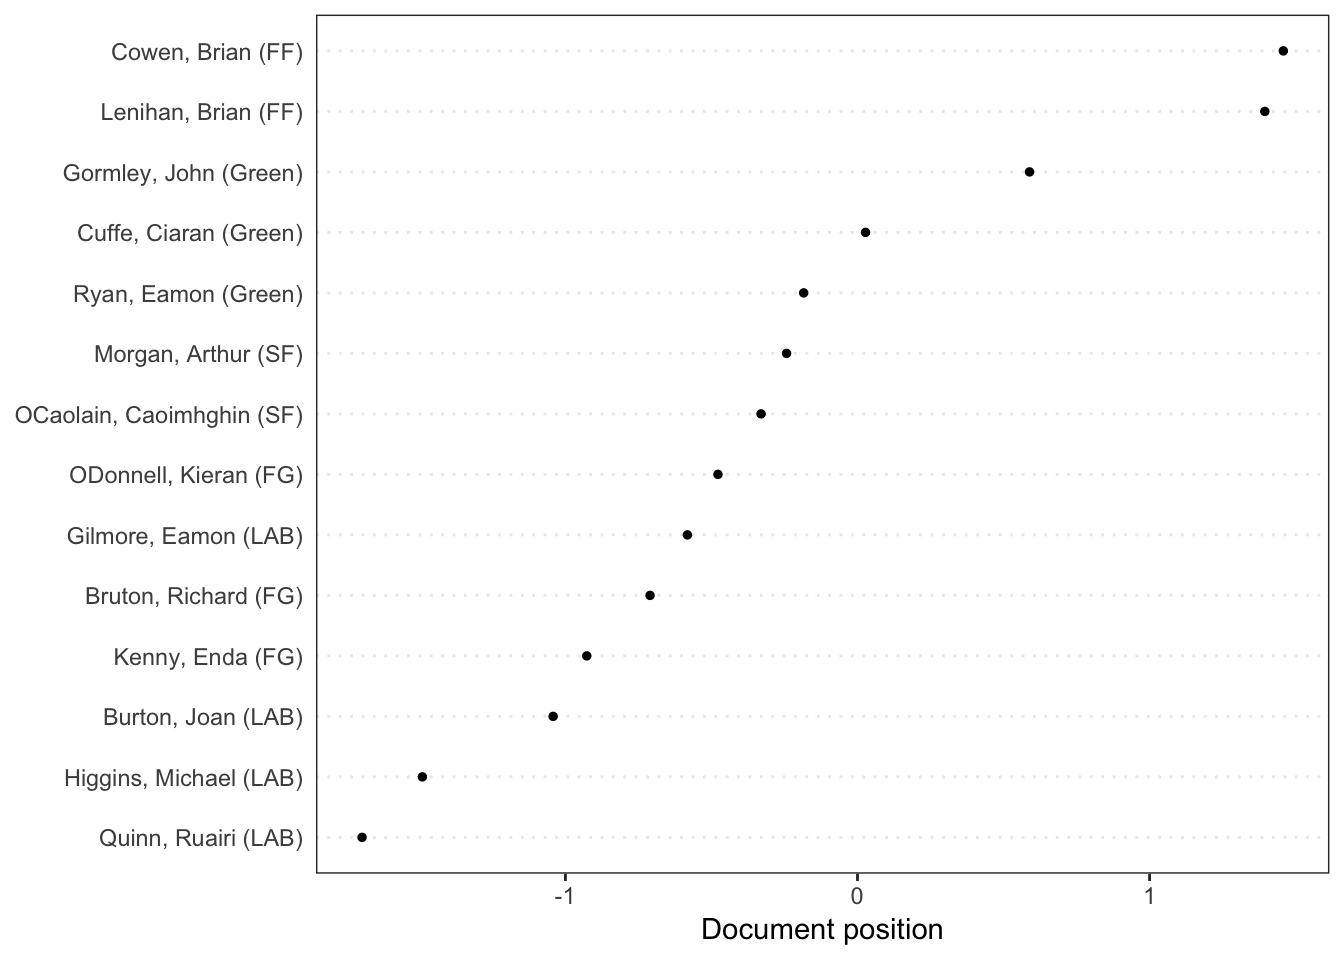 Cowen, Brian (FF)
Lenihan, Brian (FF)
Gormley, John (Green)
Cuffe, Ciaran (Green)
Ryan, Eamon (Green)
Morgan, Arthur (SF)
OCaolain, Caoimhghin (SF)
ODonnell, Kieran (FG)
Gilmore, Eamon (LAB)
Bruton, Richard (FG)
Kenny, Enda (FG)
Burton, Joan (LAB)
Higgins, Michael (LAB)
Quinn, Ruairi (LAB)
-1 0 1
Document position